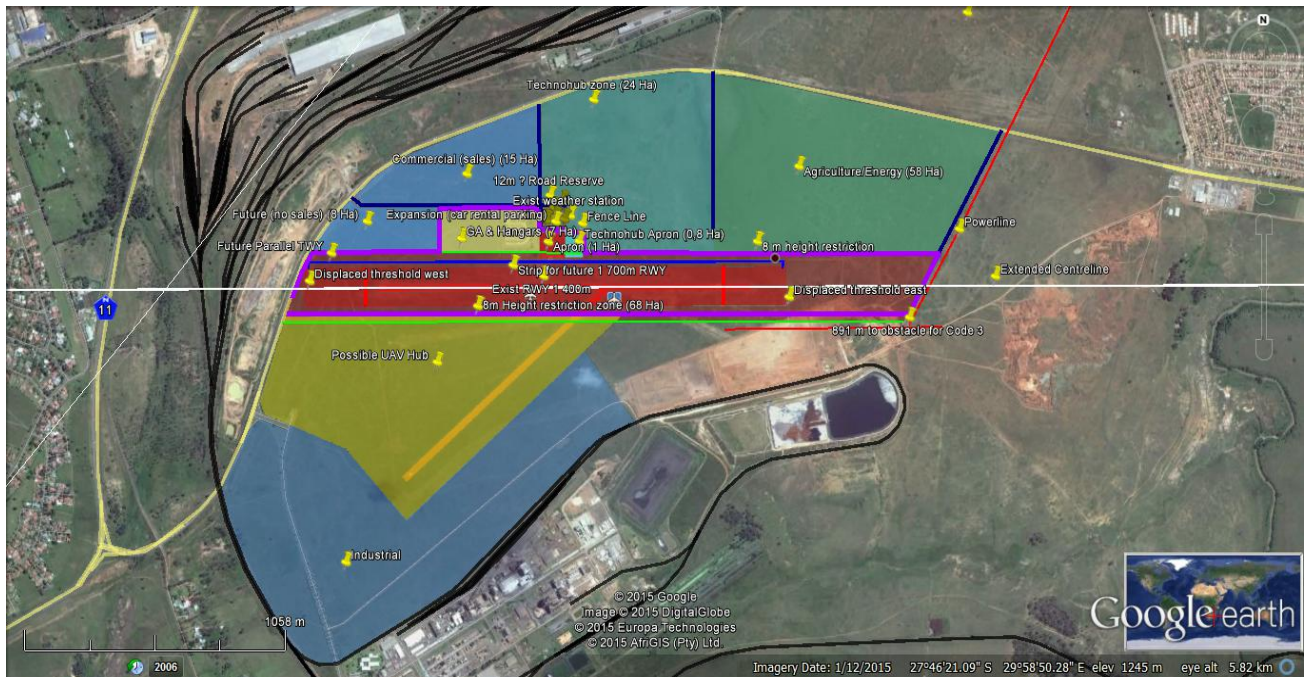 N
Technohub zone (24 Ha)
Commercial (sales) (15 Ha)
Agriculture/Energy (58 Ha)
12m ? Road Reserve
Exist weather station
Future (no sales) (8 Ha)
Expansion (car rental parking)
Fence Line
Powerline
GA & Hangars (7 Ha)
Technohub Apron (0,8 Ha)
Future Parallel TWY
Apron (1 Ha)
8 m height restriction
Displaced threshold west
Strip for future 1 700m RWY
Extended Centreline
Exist RWY 1 400m
Displaced threshold east
11
8m Height restriction zone (68 Ha)
891 m to obstacle for Code 3
Possible UAV Hub
Industrial
1058 m
© 2015 Google
Image © 2015 DigitalGlobe
© 2015 Europa Technologies
© 2015 AfriGIS (Pty) Ltd
Google earth
2006
Imagery Date: 1/12/2015 27°46'21.09" S 29°58'50.28" E elev 1245 m eye alt 5.82 km